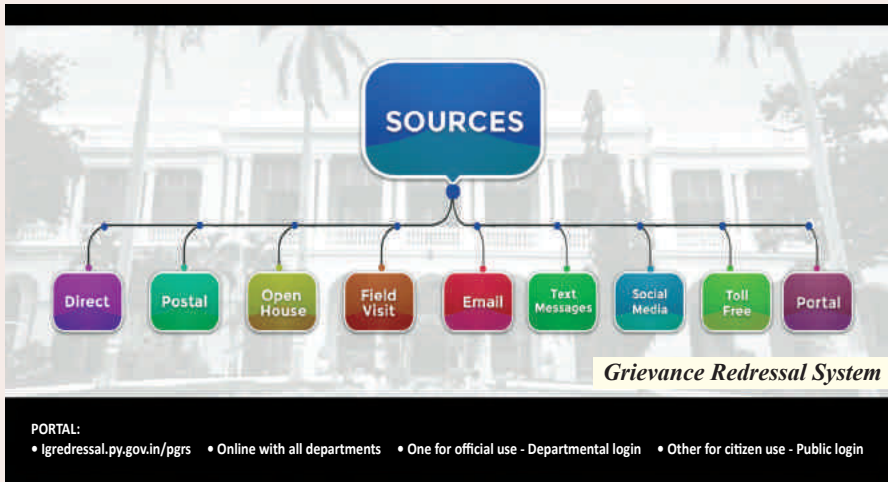 SOURCES
Direct
Postal
Open
House
Field
Visit
Email
Text
Messages
Social
Media
Toll
Free
Portal
Grievance Redressal System
PORTAL:
• Igredressal.py.gov.in/pgrs • Online with all departments • One for official use - Departmental login • Other for citizen use - Public login